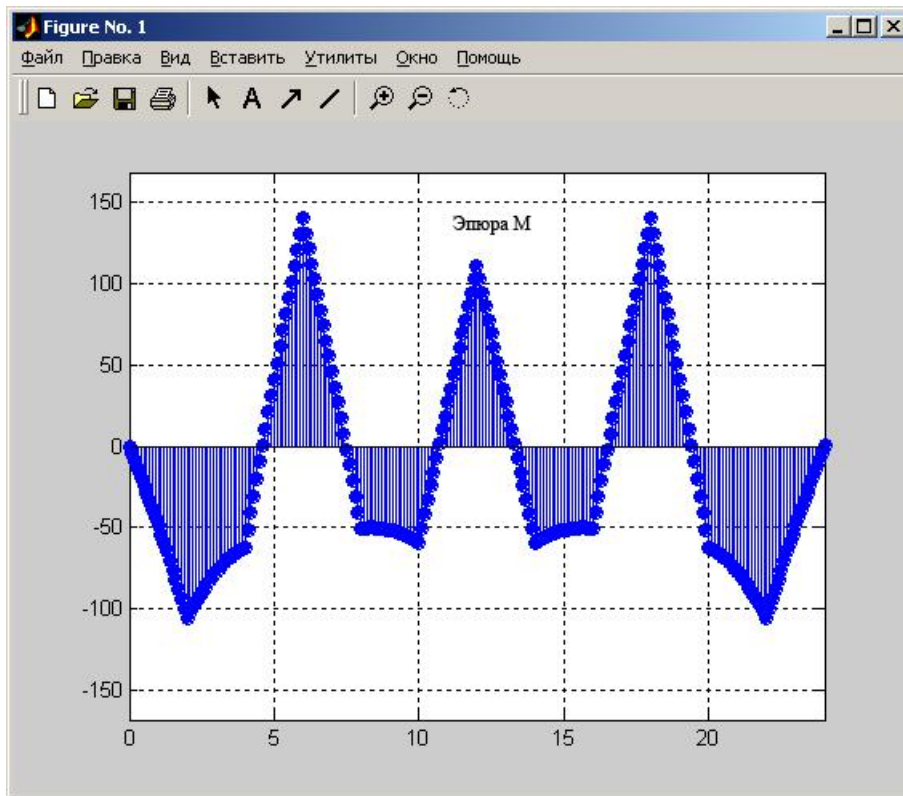 Figure No. 1
Файл Правка Вид Вставить Утилиты Окно Помощь
A
Эпюра М
150
100
50
0
-50
-100
-150
0 5 10 15 20